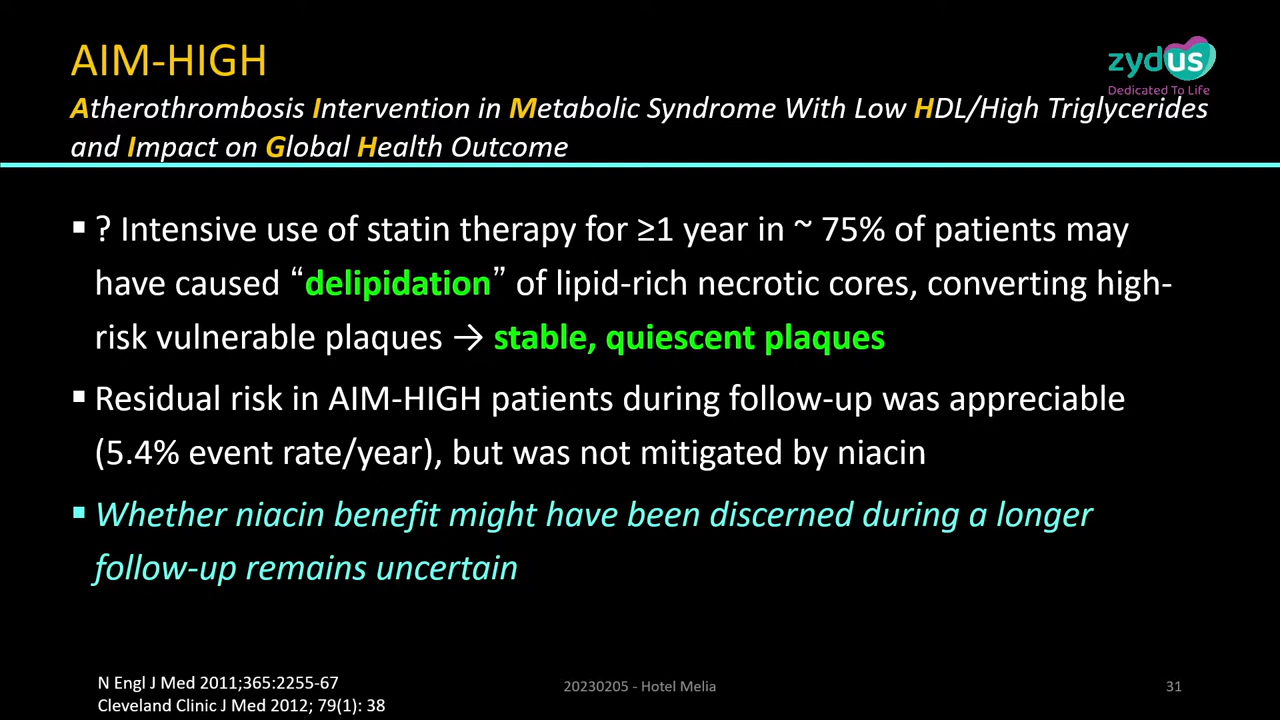 AIM-HIGH
zydus
Dedicated To Life
Atherothrombosis Intervention in Metabolic Syndrome With Low HDL/High Triglycerides
and Impact on Global Health Outcome
▪ ? Intensive use of statin therapy for ≥1 year in ~ 75% of patients may
have caused “delipidation” of lipid-rich necrotic cores, converting high-
risk vulnerable plaques → stable, quiescent plaques
▪ Residual risk in AIM-HIGH patients during follow-up was appreciable
(5.4% event rate/year), but was not mitigated by niacin
▪ Whether niacin benefit might have been discerned during a longer
follow-up remains uncertain
N Engl J Med 2011;365:2255-67
Cleveland Clinic J Med 2012; 79(1): 38
20230205 - Hotel Melia
31